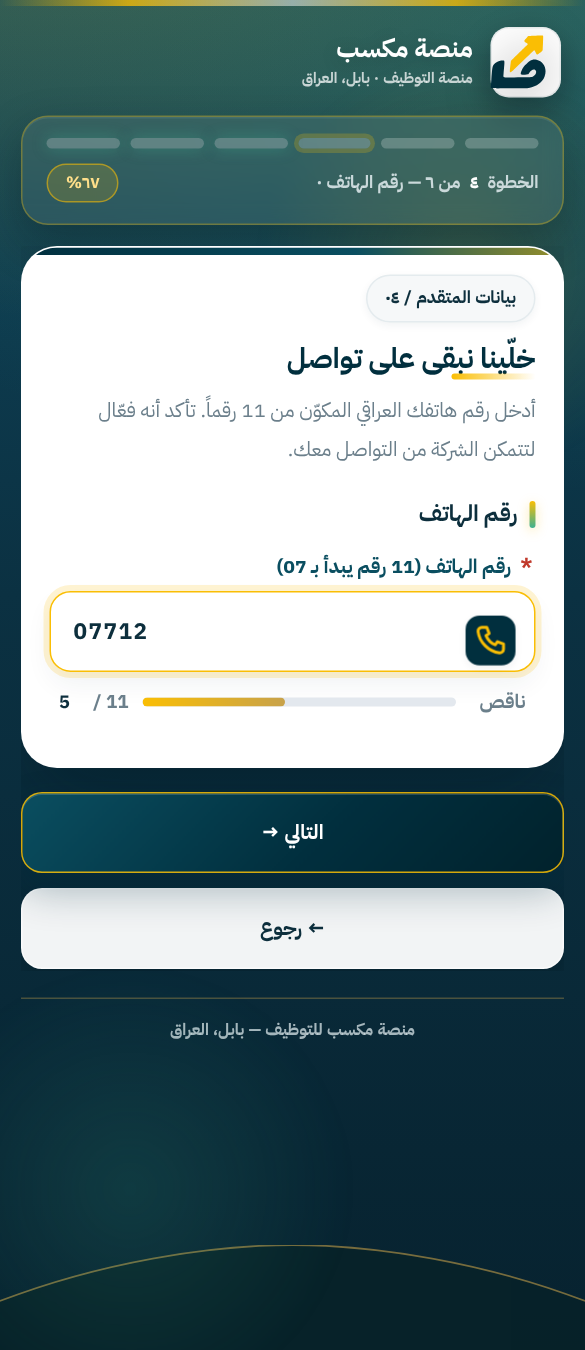 منصة مكسب
منصة التوظيف · بابل، العراق
الخطوة ٤ من ٦ — رقم الهاتف ·
%٦٧
بيانات المتقدم / ٠٤
خلّينا نبقى على تواصل
أدخل رقم هاتفك العراقي المكوّن من 11 رقماً. تأكد أنه فعّال
لتتمكن الشركة من التواصل معك.
رقم الهاتف
* رقم الهاتف (11 رقم يبدأ بـ 07)
07712
ناقص
5 / 11
التالي →
← رجوع
منصة مكسب للتوظيف — بابل، العراق